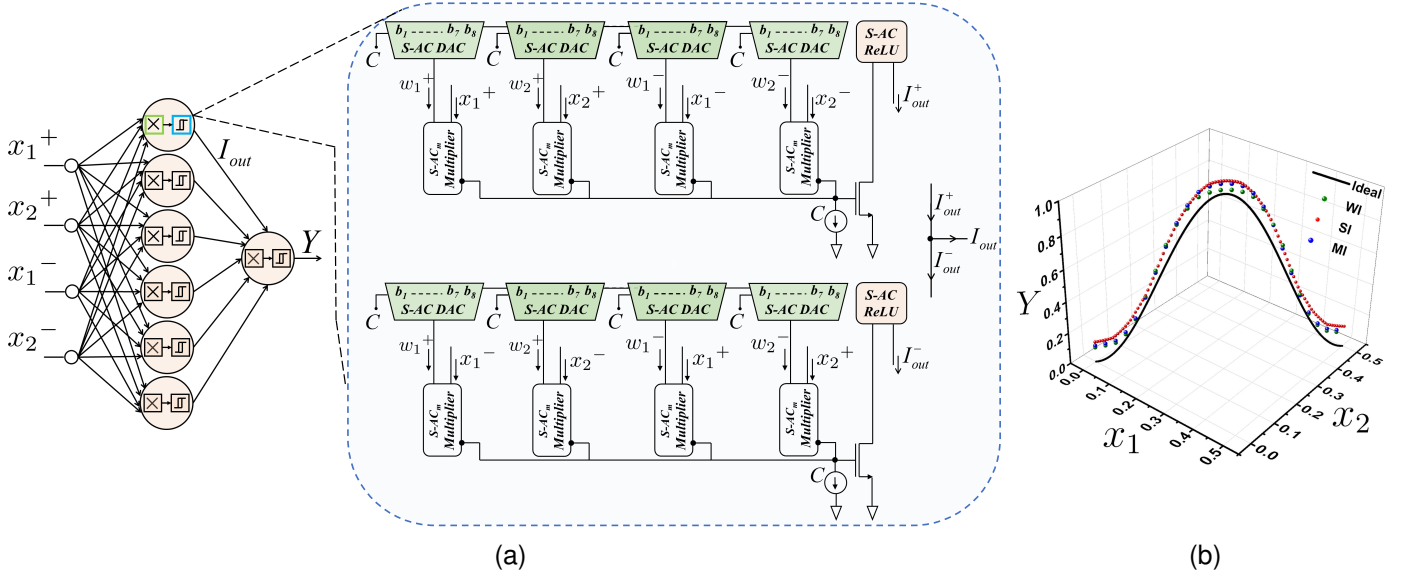 x₁⁺
x₂⁺
x₁⁻
x₂⁻
I_out
Y
b₁ -------- b₇ b₈
S-AC DAC
C
b₁ -------- b₇ b₈
S-AC DAC
C
b₁ -------- b₇ b₈
S-AC DAC
C
b₁ -------- b₇ b₈
S-AC DAC
C
S-AC
ReLU
w₁⁺ x₁⁺
w₂⁺ x₂⁺
w₁⁻ x₁⁻
w₂⁻ x₂⁻
I⁺_out
S-ACₘ
Multiplier
S-ACₘ
Multiplier
S-ACₘ
Multiplier
S-ACₘ
Multiplier
C
I⁺_out
I_out
I⁻_out
b₁ -------- b₇ b₈
S-AC DAC
C
b₁ -------- b₇ b₈
S-AC DAC
C
b₁ -------- b₇ b₈
S-AC DAC
C
b₁ -------- b₇ b₈
S-AC DAC
C
S-AC
ReLU
w₁⁺ x₁⁻
w₂⁺ x₂⁻
w₁⁻ x₁⁺
w₂⁻ x₂⁺
I⁻_out
S-ACₘ
Multiplier
S-ACₘ
Multiplier
S-ACₘ
Multiplier
S-ACₘ
Multiplier
C
(a)
Ideal
WI
SI
MI
Y
1.0
0.8
0.6
0.4
0.2
0.0
0.0
0.1
0.2
0.3
0.4
0.5
x₁
0.0
0.1
0.2
0.3
0.4
0.5
x₂
(b)